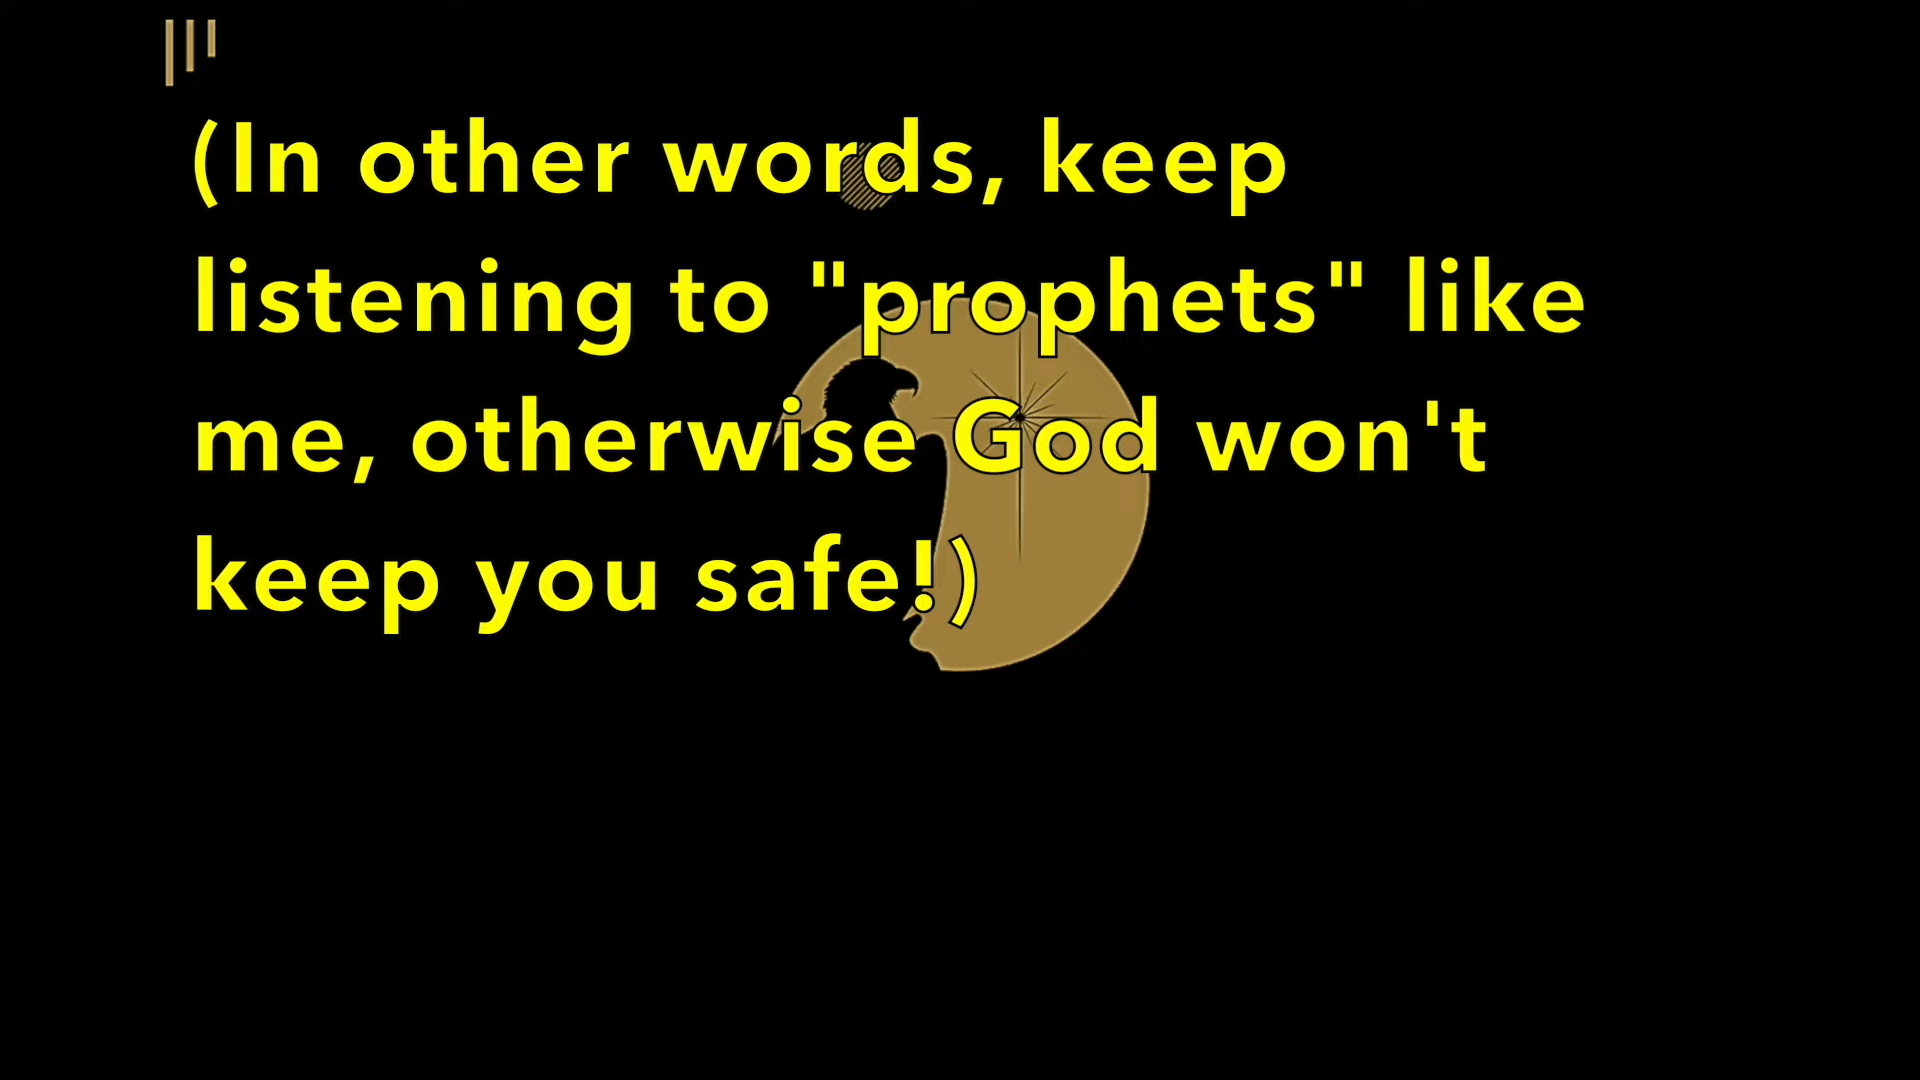 (In other words, keep
listening to "prophets" like
me, otherwise God won't
keep you safe!)